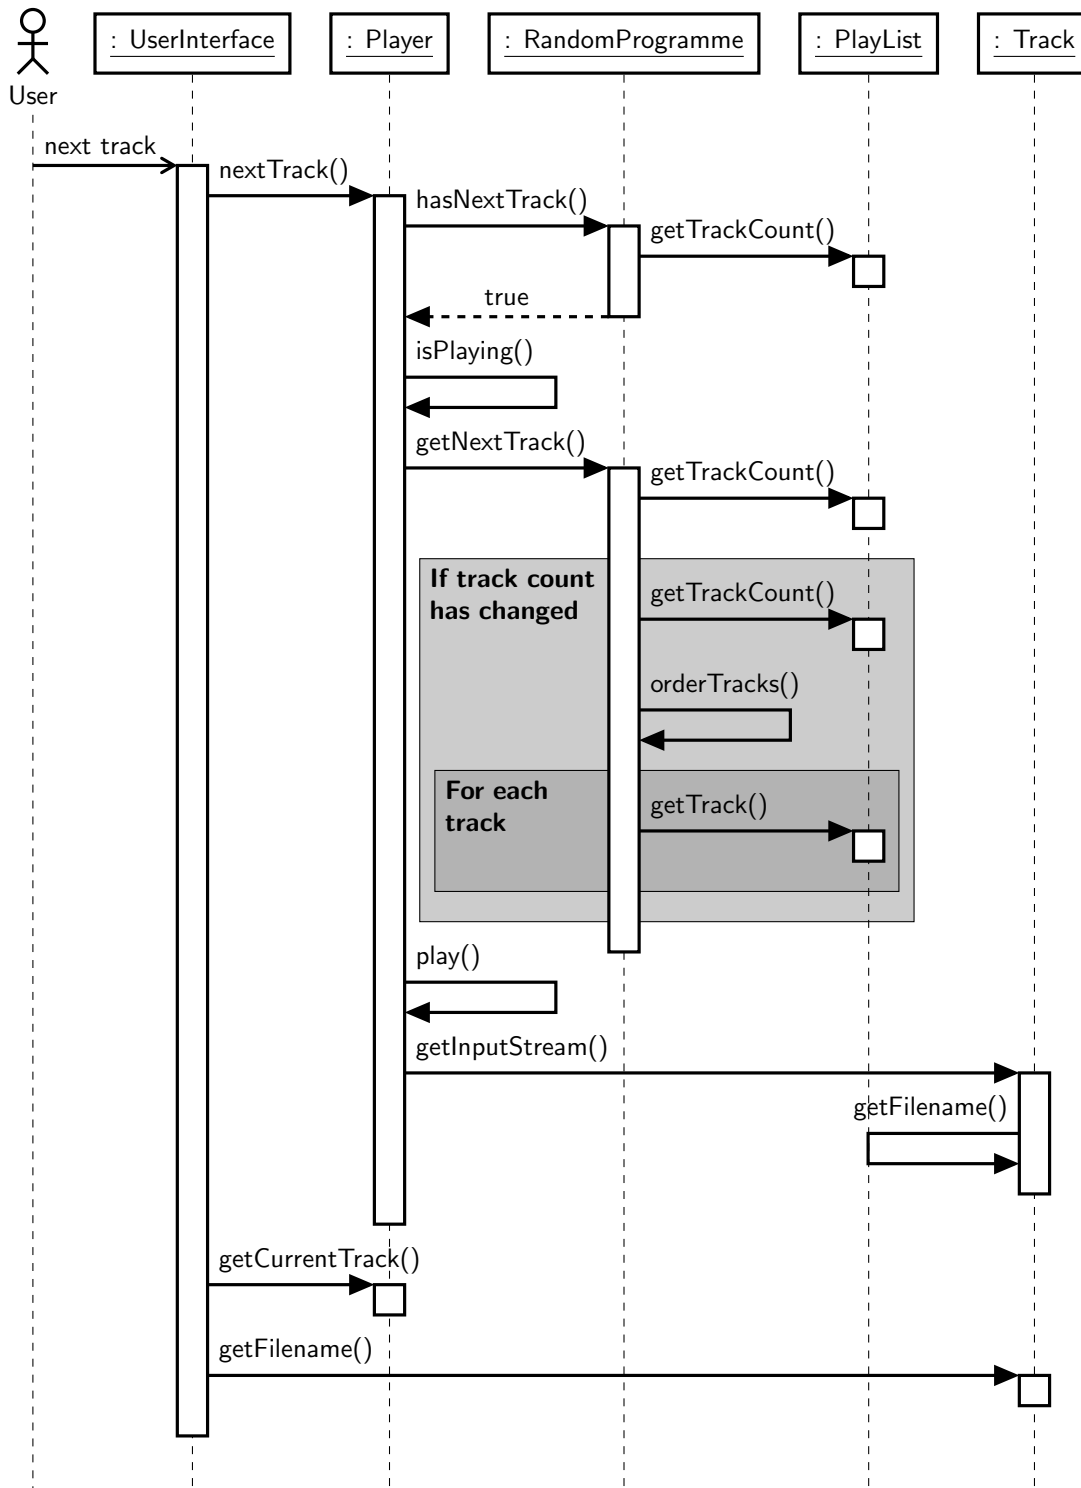 : UserInterface
: Player
: RandomProgramme
: PlayList
: Track
User
next track
nextTrack()
hasNextTrack()
getTrackCount()
true
isPlaying()
getNextTrack()
getTrackCount()
If track count
has changed
getTrackCount()
orderTracks()
For each
track
getTrack()
play()
getInputStream()
getFilename()
getCurrentTrack()
getFilename()